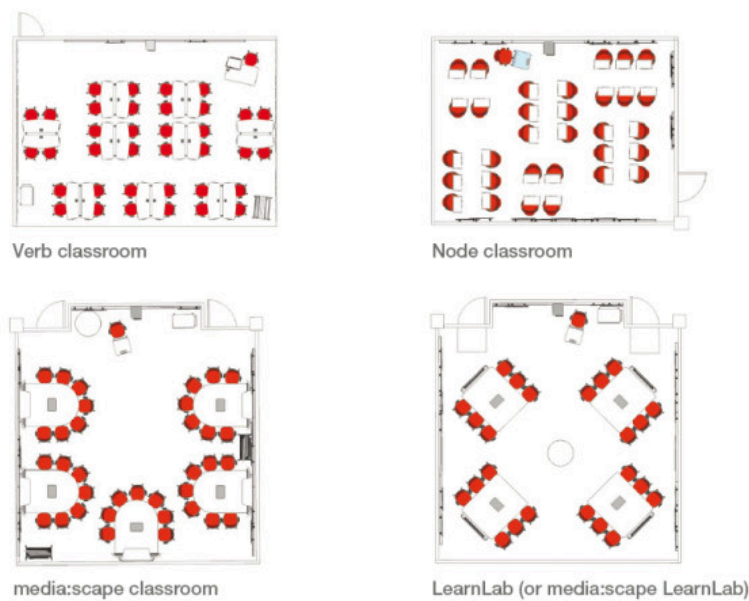 Verb classroom
Node classroom
media:scape classroom
LearnLab (or media:scape LearnLab)